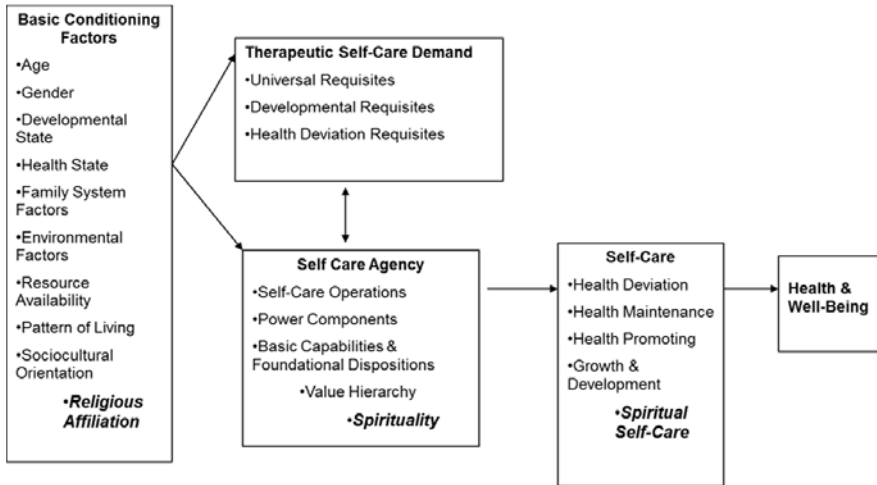 Basic Conditioning
Factors
•Age
•Gender
•Developmental
State
•Health State
•Family System
Factors
•Environmental
Factors
•Resource
Availability
•Pattern of Living
•Sociocultural
Orientation
•Religious
Affiliation
Therapeutic Self-Care Demand
•Universal Requisites
•Developmental Requisites
•Health Deviation Requisites
Self Care Agency
•Self-Care Operations
•Power Components
•Basic Capabilities &
Foundational Dispositions
•Value Hierarchy
•Spirituality
Self-Care
•Health Deviation
•Health Maintenance
•Health Promoting
•Growth &
Development
•Spiritual
Self-Care
Health &
Well-Being